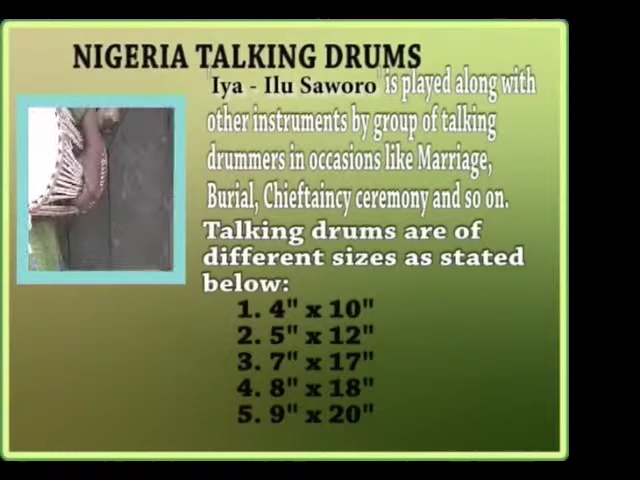 NIGERIA TALKING DRUMS
"Iya - Ilu Saworo" is played along with
other instruments by group of talking
drummers in occasions like Marriage,
Burial, Chieftaincy ceremony and so on.
Talking drums are of
different sizes as stated
below:
1. 4" x 10"
2. 5" x 12"
3. 7" x 17"
4. 8" x 18"
5. 9" x 20"